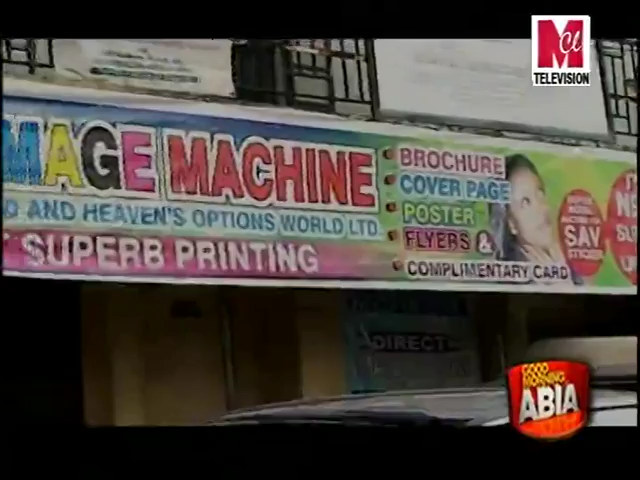 Mcl
TELEVISION
MAGE MACHINE
AND HEAVEN'S OPTIONS WORLD LTD.
SUPERB PRINTING
BROCHURE
COVER PAGE
POSTER
FLYERS &
COMPLIMENTARY CARD
SAV
STICKER
DIRECT
GOOD
MORNING
ABIA